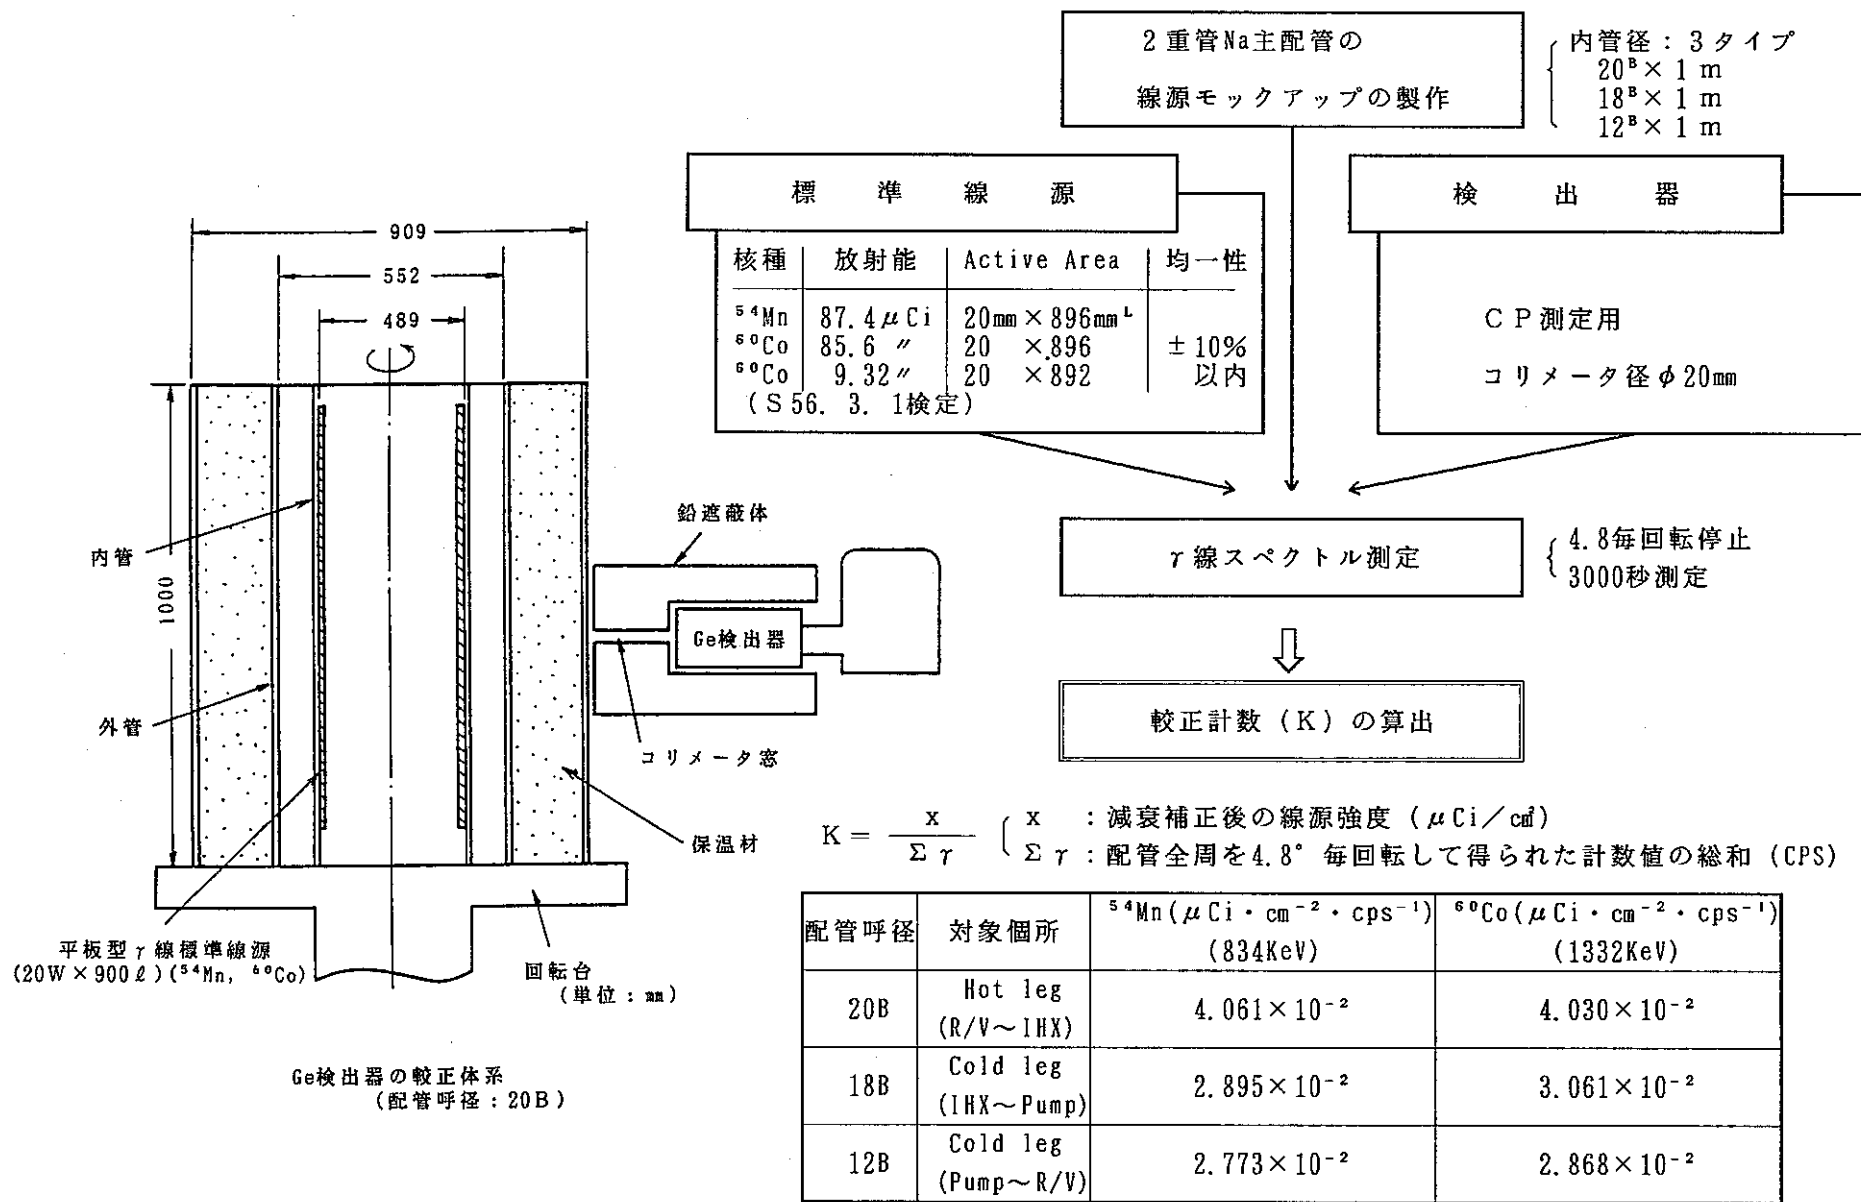 2重管Na主配管の
線源モックアップの製作
内管径：3タイプ
20ᴮ×1 m
18ᴮ×1 m
12ᴮ×1 m
標準線源
核種 放射能 Active Area 均一性
⁵⁴Mn 87.4μCi 20㎜×896㎜ᴸ
⁶⁰Co 85.6 〃 20 ×896 ±10%
⁶⁰Co 9.32〃 20 ×892 以内
(S56. 3. 1検定)
検出器
CP測定用
コリメータ径φ20㎜
909
552
489
1000
内管
外管
鉛遮蔽体
Ge検出器
コリメータ窓
保温材
平板型γ線標準線源
(20W×900ℓ)(⁵⁴Mn, ⁶⁰Co)
回転台
(単位：㎜)
Ge検出器の較正体系
(配管呼径：20B)
γ線スペクトル測定
4.8毎回転停止
3000秒測定
較正計数（K）の算出
K＝ x / Σγ
x ：減衰補正後の線源強度（μCi／㎠）
Σγ：配管全周を4.8°毎回転して得られた計数値の総和（CPS）
配管呼径 対象個所 ⁵⁴Mn(μCi・cm⁻²・cps⁻¹) (834KeV) ⁶⁰Co(μCi・cm⁻²・cps⁻¹) (1332KeV)
20B Hot leg (R/V～IHX) 4.061×10⁻² 4.030×10⁻²
18B Cold leg (IHX～Pump) 2.895×10⁻² 3.061×10⁻²
12B Cold leg (Pump～R/V) 2.773×10⁻² 2.868×10⁻²